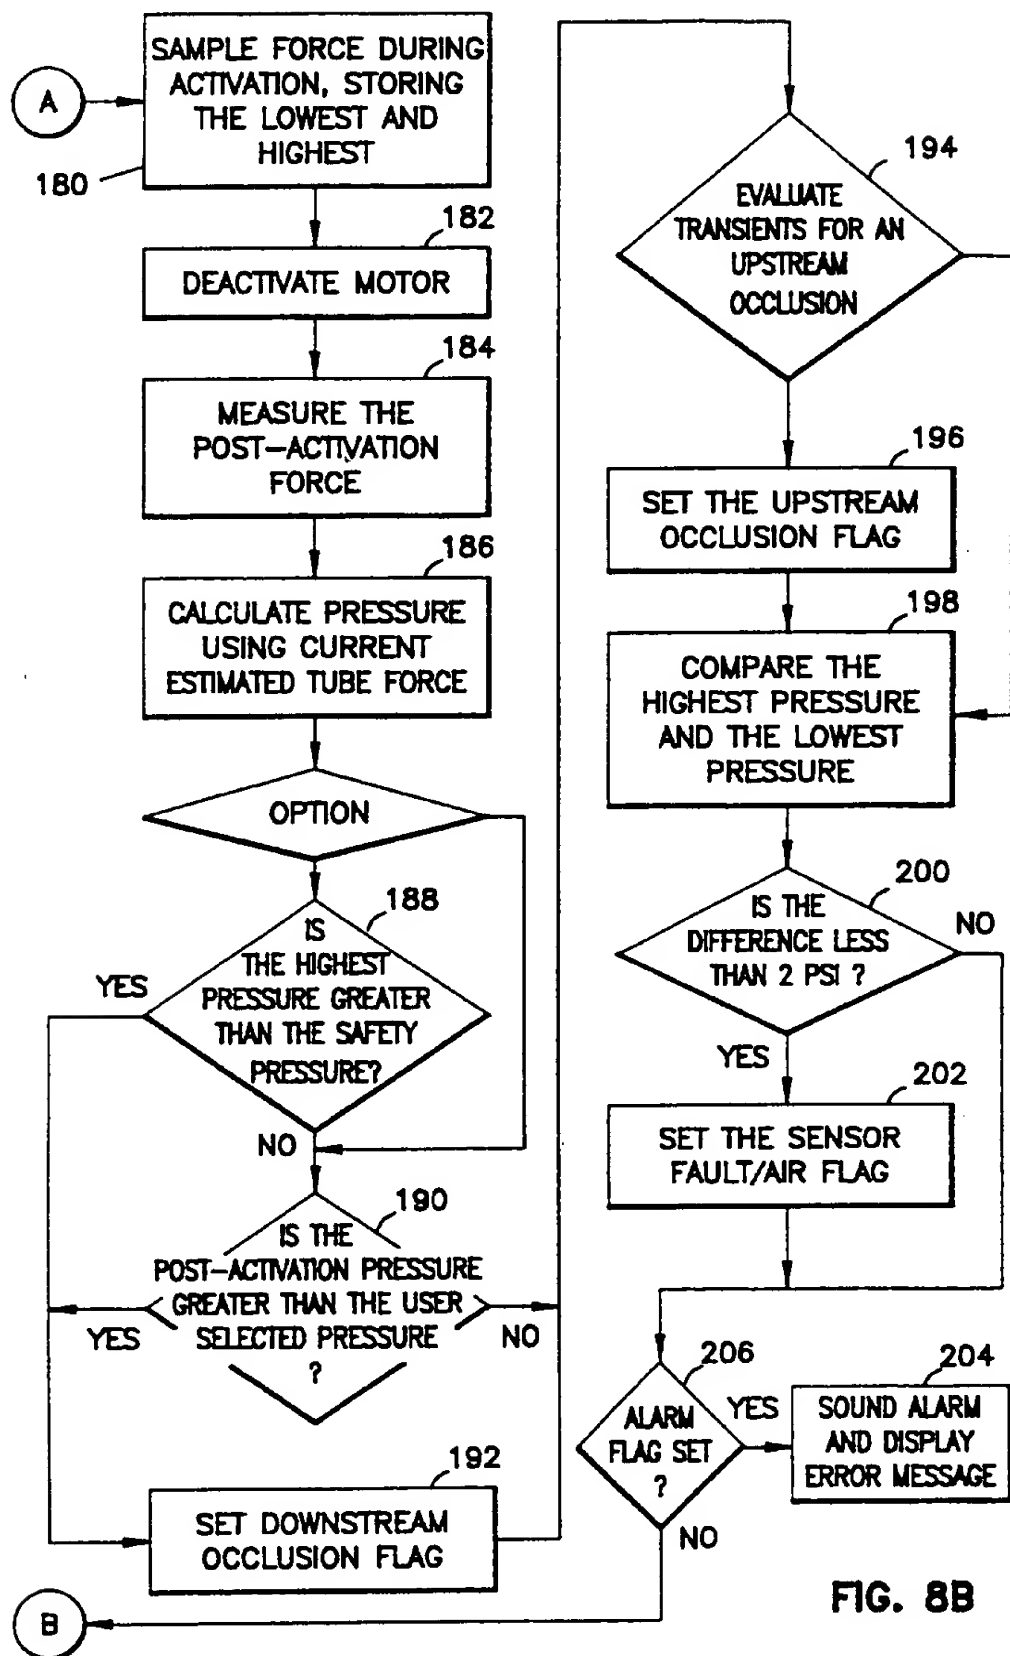 A
SAMPLE FORCE DURING
ACTIVATION, STORING
THE LOWEST AND
HIGHEST
180
182
DEACTIVATE MOTOR
184
MEASURE THE
POST-ACTIVATION
FORCE
186
CALCULATE PRESSURE
USING CURRENT
ESTIMATED TUBE FORCE
OPTION
188
IS
THE HIGHEST
PRESSURE GREATER
THAN THE SAFETY
PRESSURE?
YES
NO
190
IS THE
POST-ACTIVATION PRESSURE
GREATER THAN THE USER
SELECTED PRESSURE
?
YES
NO
192
SET DOWNSTREAM
OCCLUSION FLAG
194
EVALUATE
TRANSIENTS FOR AN
UPSTREAM
OCCLUSION
196
SET THE UPSTREAM
OCCLUSION FLAG
198
COMPARE THE
HIGHEST PRESSURE
AND THE LOWEST
PRESSURE
200
IS THE
DIFFERENCE LESS
THAN 2 PSI ?
NO
YES
202
SET THE SENSOR
FAULT/AIR FLAG
206
ALARM
FLAG SET
?
YES
204
SOUND ALARM
AND DISPLAY
ERROR MESSAGE
NO
B
FIG. 8B